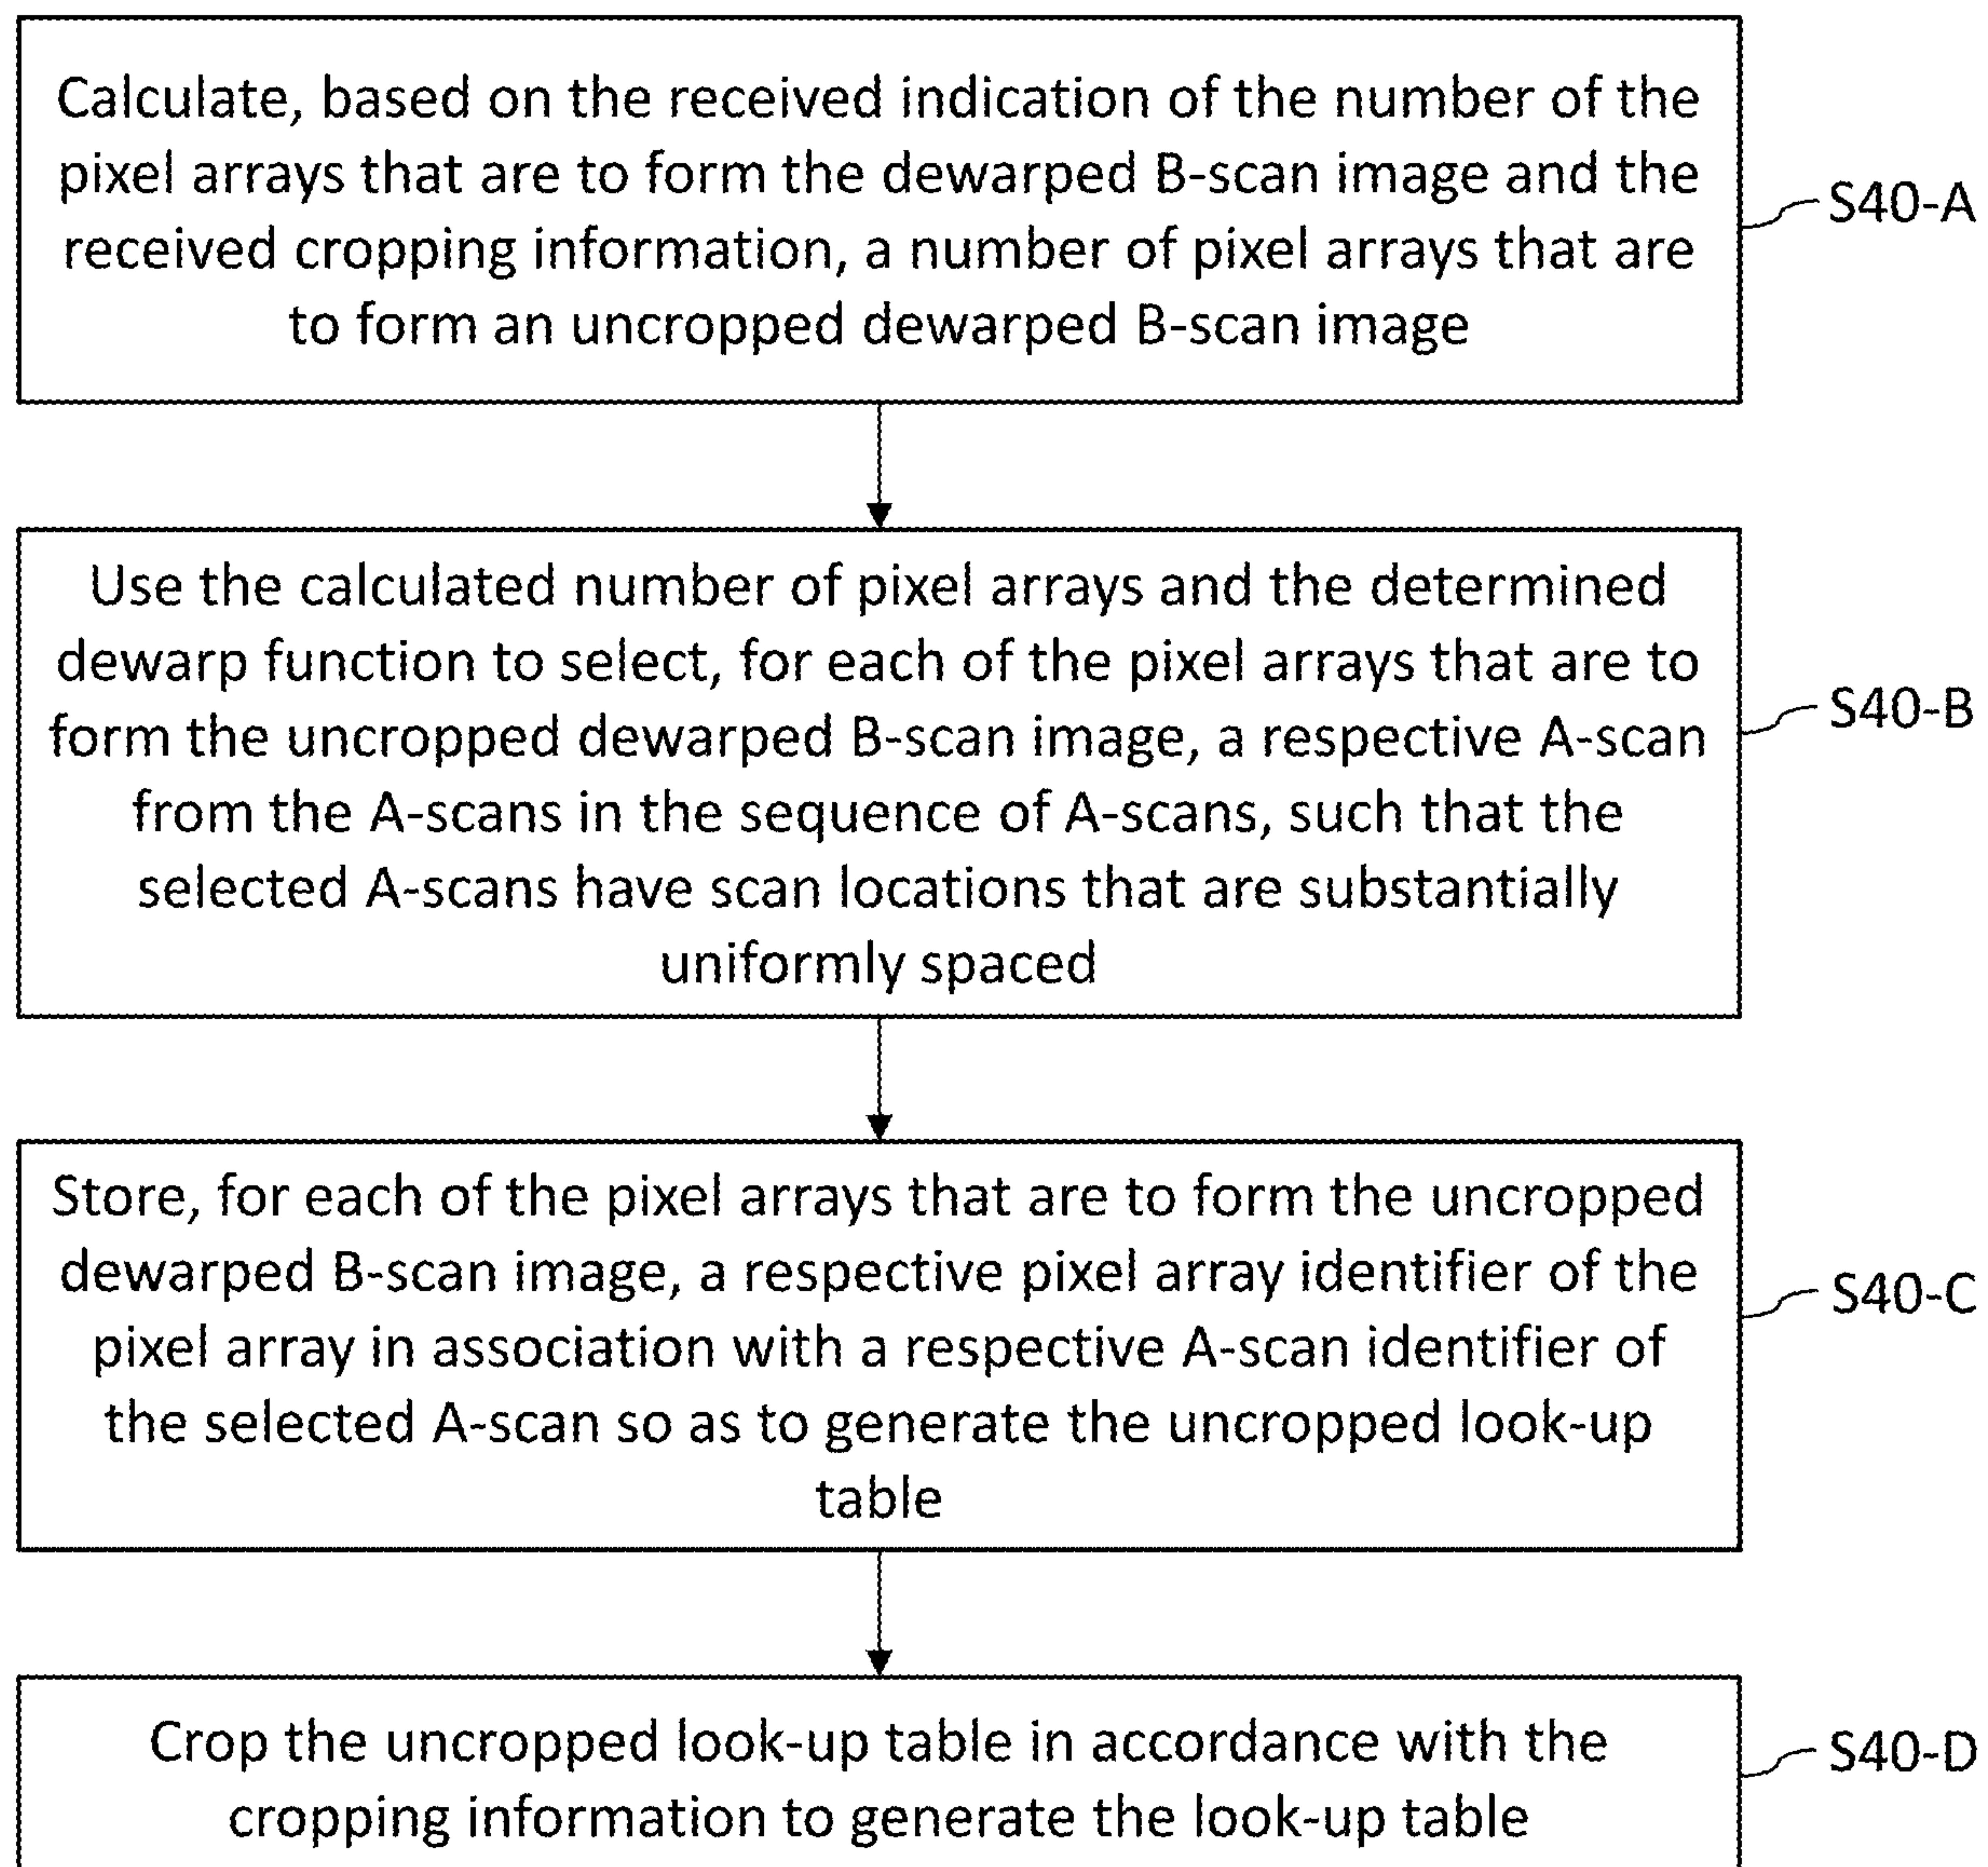 Calculate, based on the received indication of the number of the
pixel arrays that are to form the dewarped B-scan image and the
received cropping information, a number of pixel arrays that are
to form an uncropped dewarped B-scan image
S40-A
Use the calculated number of pixel arrays and the determined
dewarp function to select, for each of the pixel arrays that are to
form the uncropped dewarped B-scan image, a respective A-scan
from the A-scans in the sequence of A-scans, such that the
selected A-scans have scan locations that are substantially
uniformly spaced
S40-B
Store, for each of the pixel arrays that are to form the uncropped
dewarped B-scan image, a respective pixel array identifier of the
pixel array in association with a respective A-scan identifier of
the selected A-scan so as to generate the uncropped look-up
table
S40-C
Crop the uncropped look-up table in accordance with the
cropping information to generate the look-up table
S40-D